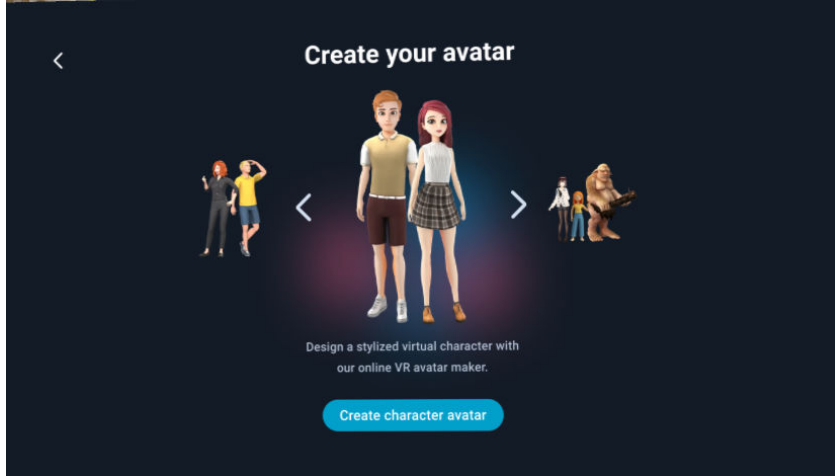 Create your avatar
Design a stylized virtual character with
our online VR avatar maker.
Create character avatar